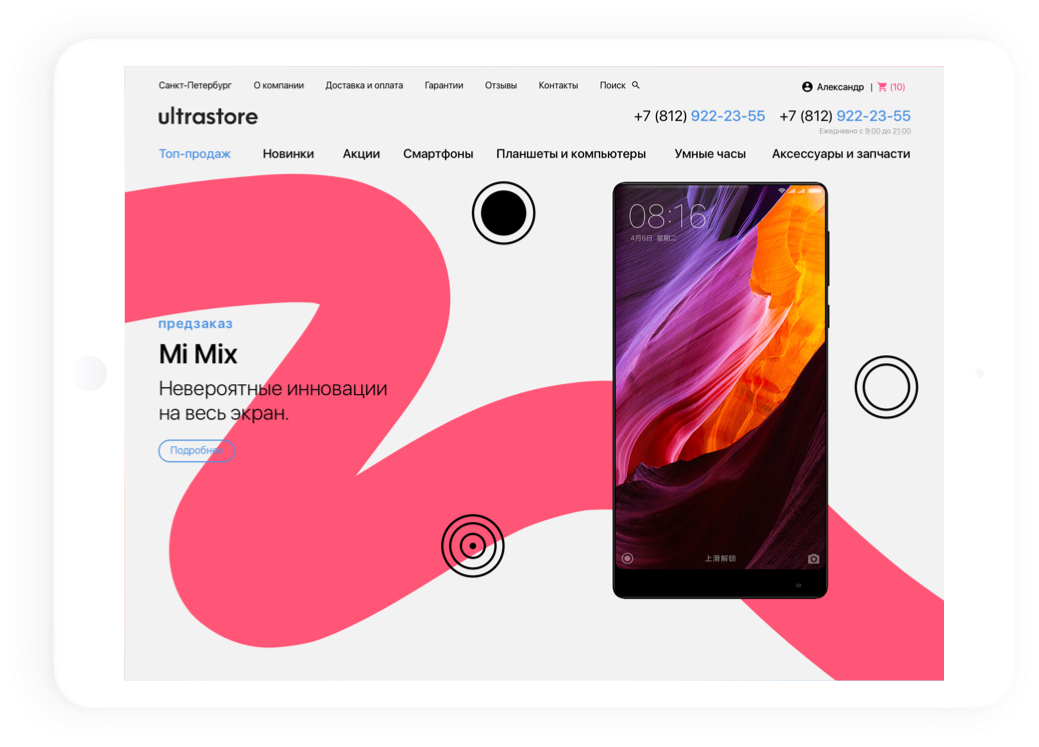 Санкт-Петербург О компании Доставка и оплата Гарантии Отзывы Контакты Поиск Александр | (10)
ultrastore +7 (812) 922-23-55 +7 (812) 922-23-55
Ежедневно с 9:00 до 21:00
Топ-продаж Новинки Акции Смартфоны Планшеты и компьютеры Умные часы Аксессуары и запчасти
08:16
4月6日 星期二
предзаказ
Mi Mix
Невероятные инновации
на весь экран.
Подробнее
上滑解锁